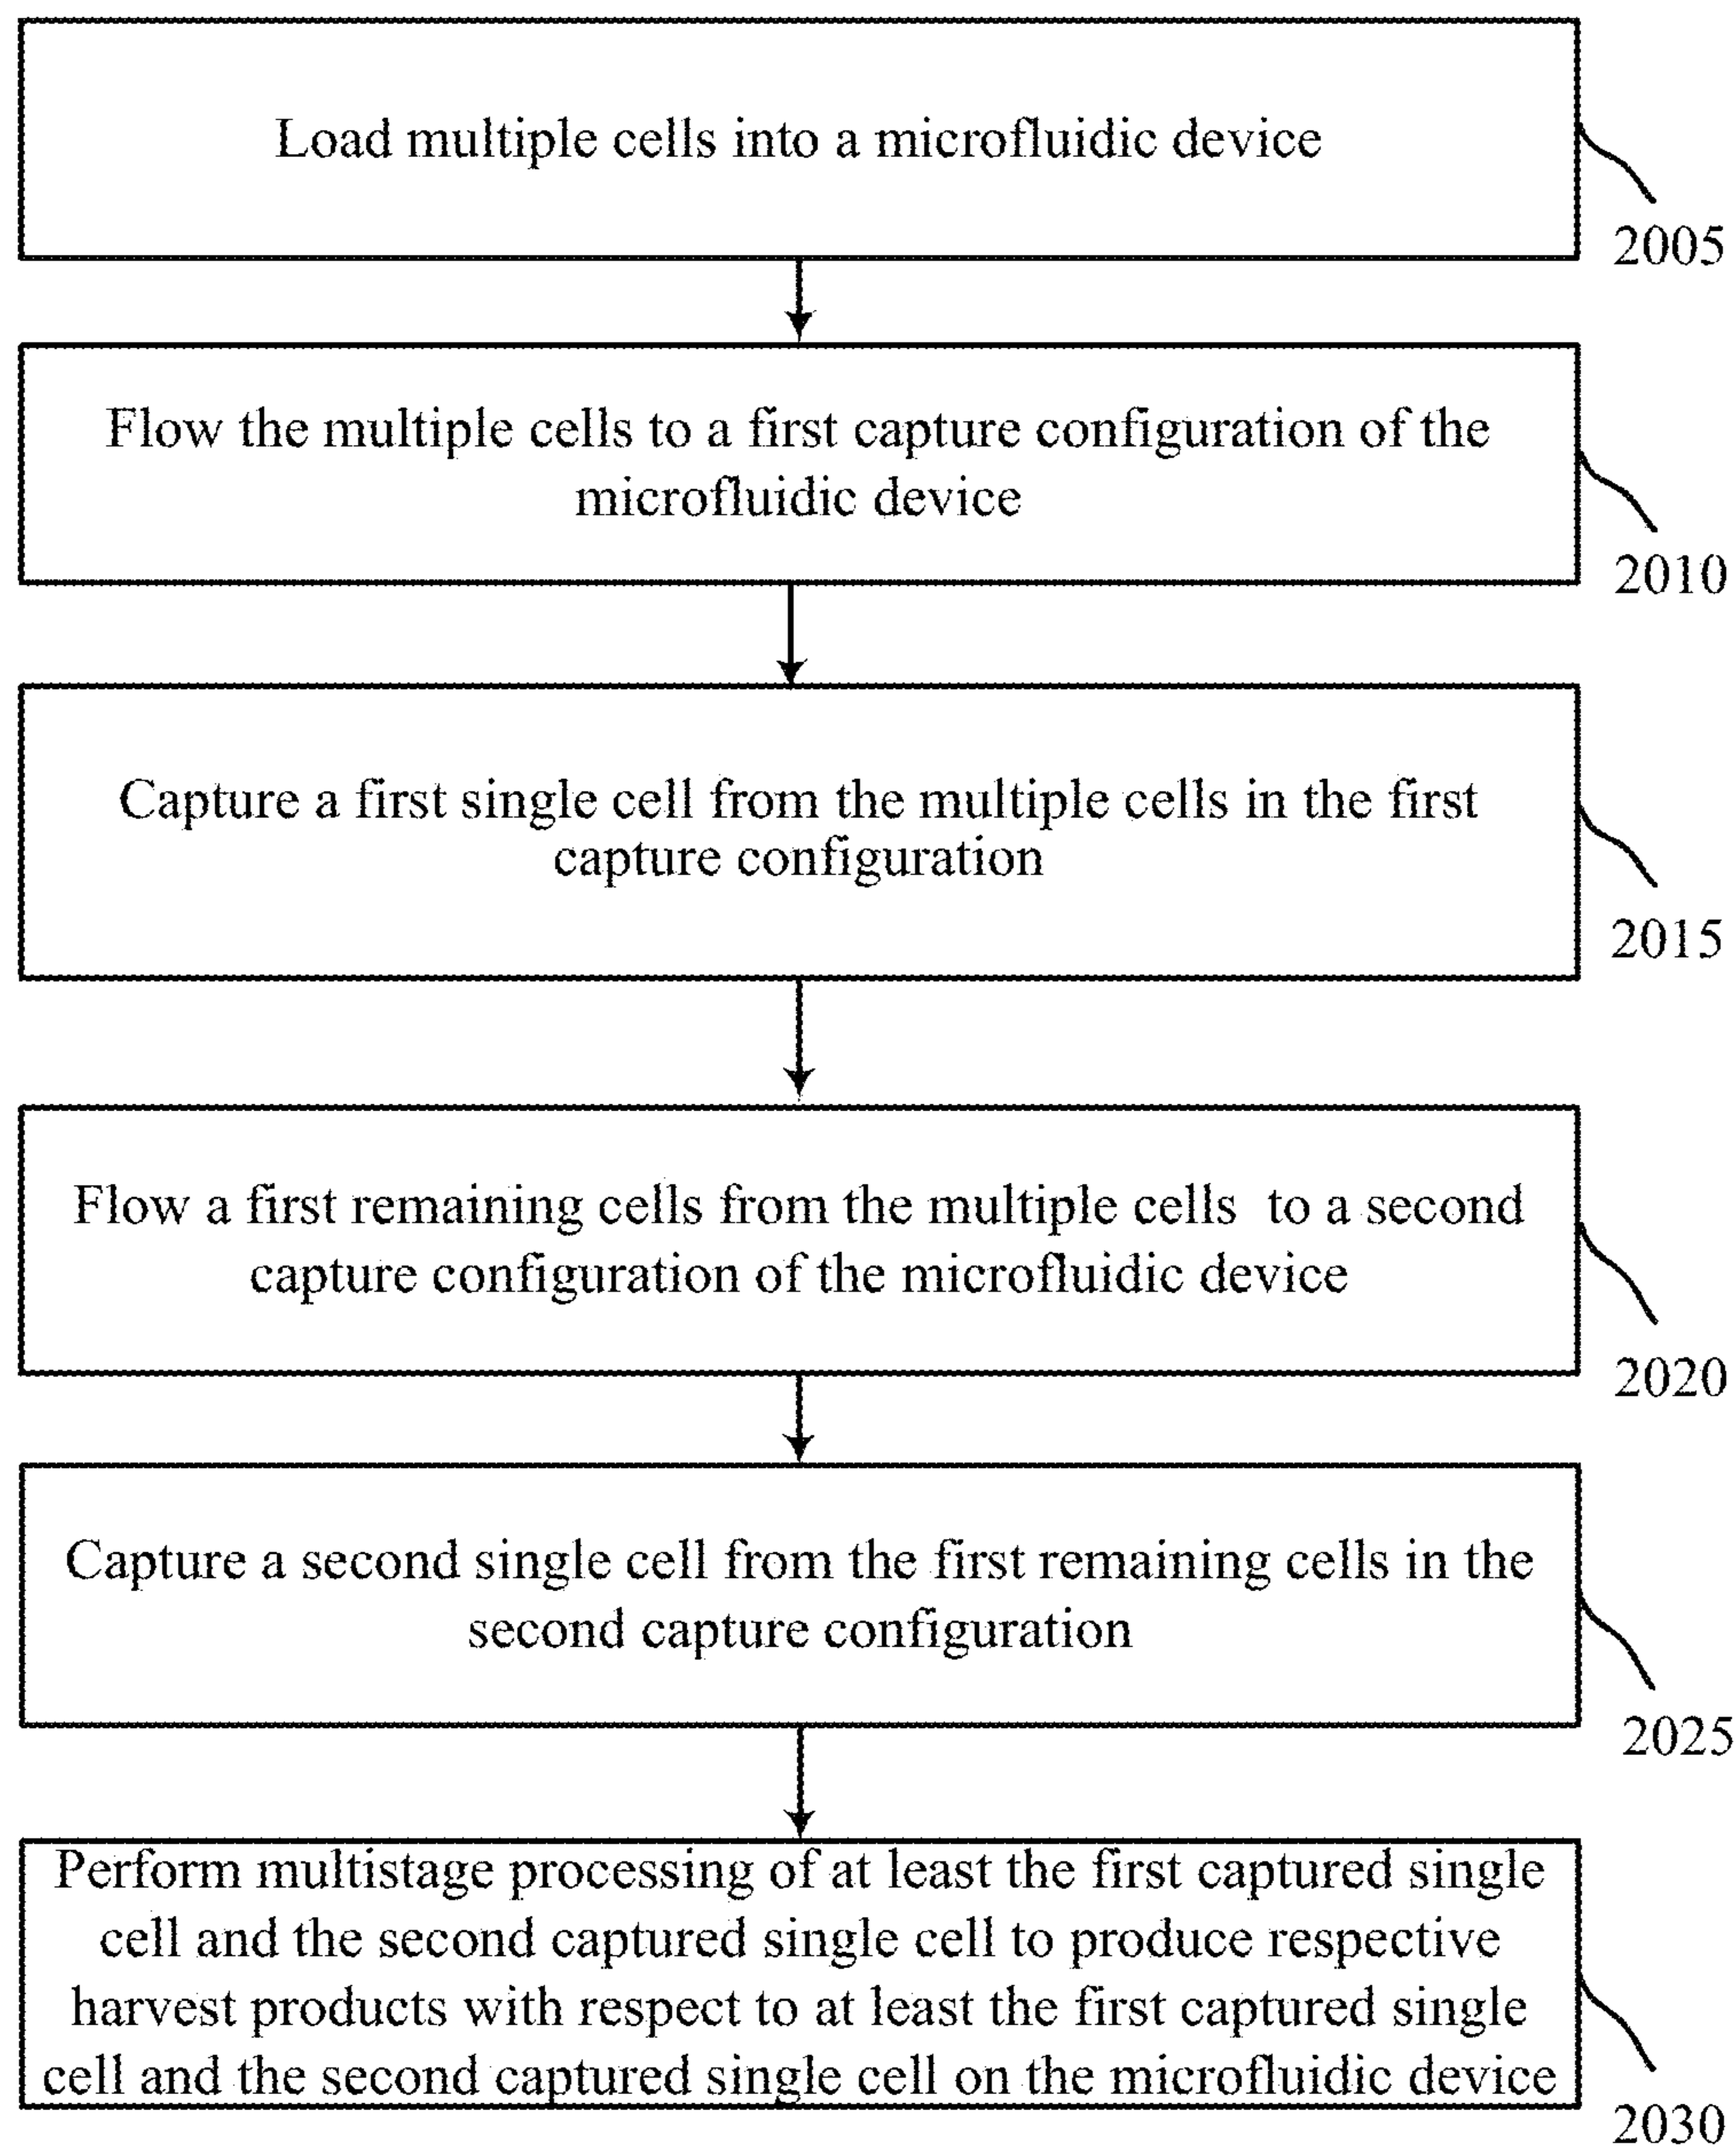 Load multiple cells into a microfluidic device
2005
Flow the multiple cells to a first capture configuration of the
microfluidic device
2010
Capture a first single cell from the multiple cells in the first
capture configuration
2015
Flow a first remaining cells from the multiple cells  to a second
capture configuration of the microfluidic device
2020
Capture a second single cell from the first remaining cells in the
second capture configuration
2025
Perform multistage processing of at least the first captured single
cell and the second captured single cell to produce respective
harvest products with respect to at least the first captured single
cell and the second captured single cell on the microfluidic device
2030